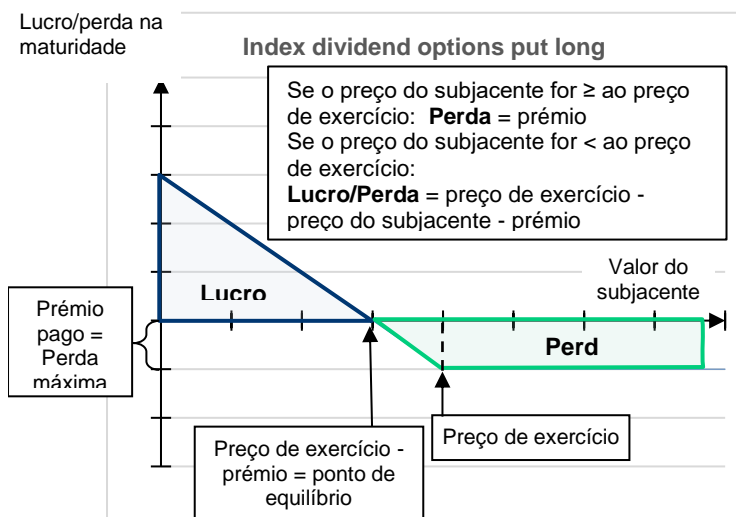 Lucro/perda na
maturidade
Index dividend options put long
Se o preço do subjacente for ≥ ao preço
de exercício: Perda = prémio
Se o preço do subjacente for < ao preço
de exercício:
Lucro/Perda = preço de exercício -
preço do subjacente - prémio
Lucro
Valor do
subjacente
Prémio
pago =
Perda
máxima
Perd
Preço de exercício -
prémio = ponto de
equilíbrio
Preço de exercício